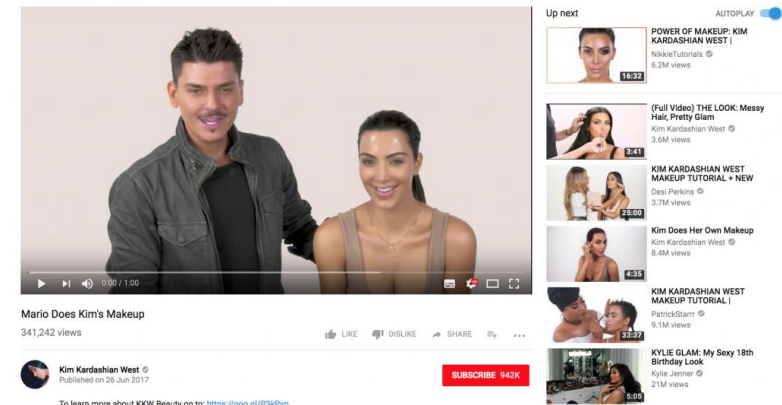 Up next
AUTOPLAY
POWER OF MAKEUP: KIM
KARDASHIAN WEST |
NikkieTutorials
6.2M views
16:32
(Full Video) THE LOOK: Messy
Hair, Pretty Glam
Kim Kardashian West
3.6M views
3:41
KIM KARDASHIAN WEST
MAKEUP TUTORIAL + NEW
Desi Perkins
3.7M views
25:00
Kim Does Her Own Makeup
Kim Kardashian West
8.4M views
4:35
KIM KARDASHIAN WEST
MAKEUP TUTORIAL |
PatrickStarrr
9.1M views
33:37
KYLIE GLAM: My Sexy 18th
Birthday Look
Kylie Jenner
21M views
5:05
0:00 / 1:00
Mario Does Kim's Makeup
341,242 views
LIKE DISLIKE SHARE
Kim Kardashian West
Published on 26 Jun 2017
SUBSCRIBE 942K
To learn more about KKW Beauty go to: